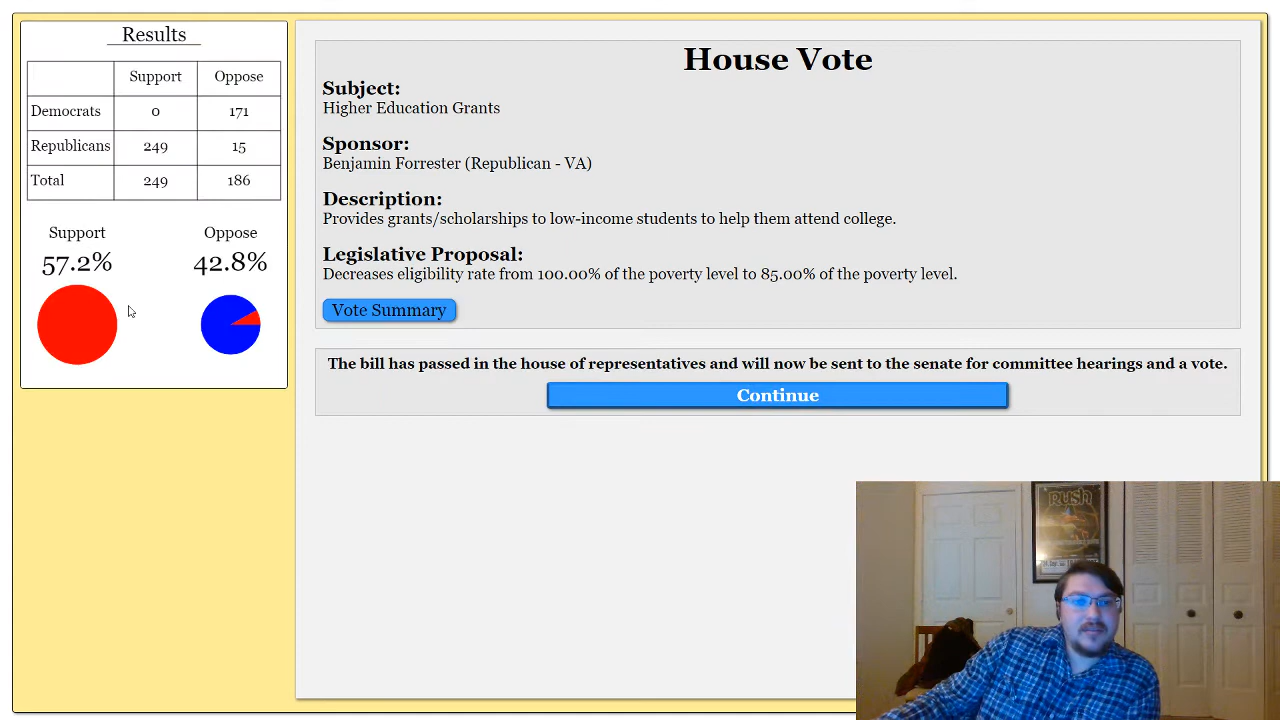 Results
Support Oppose
Democrats 0 171
Republicans 249 15
Total 249 186
Support Oppose
57.2% 42.8%
House Vote
Subject:
Higher Education Grants
Sponsor:
Benjamin Forrester (Republican - VA)
Description:
Provides grants/scholarships to low-income students to help them attend college.
Legislative Proposal:
Decreases eligibility rate from 100.00% of the poverty level to 85.00% of the poverty level.
Vote Summary
The bill has passed in the house of representatives and will now be sent to the senate for committee hearings and a vote.
Continue
RUSH